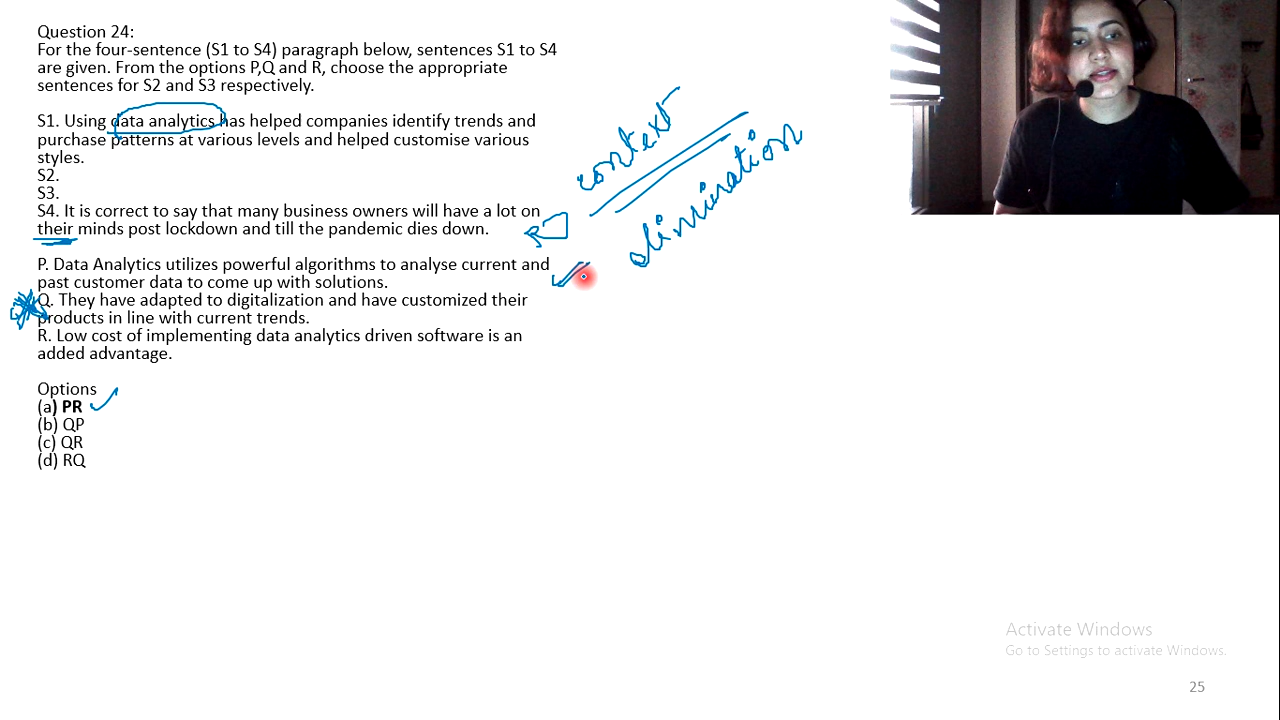 Question 24:
For the four-sentence (S1 to S4) paragraph below, sentences S1 to S4
are given. From the options P,Q and R, choose the appropriate
sentences for S2 and S3 respectively.
S1. Using data analytics has helped companies identify trends and
purchase patterns at various levels and helped customise various
styles.
S2.
S3.
S4. It is correct to say that many business owners will have a lot on
their minds post lockdown and till the pandemic dies down.
P. Data Analytics utilizes powerful algorithms to analyse current and
past customer data to come up with solutions.
Q. They have adapted to digitalization and have customized their
products in line with current trends.
R. Low cost of implementing data analytics driven software is an
added advantage.
Options
(a) PR
(b) QP
(c) QR
(d) RQ
context
elimination
Activate Windows
Go to Settings to activate Windows.
25